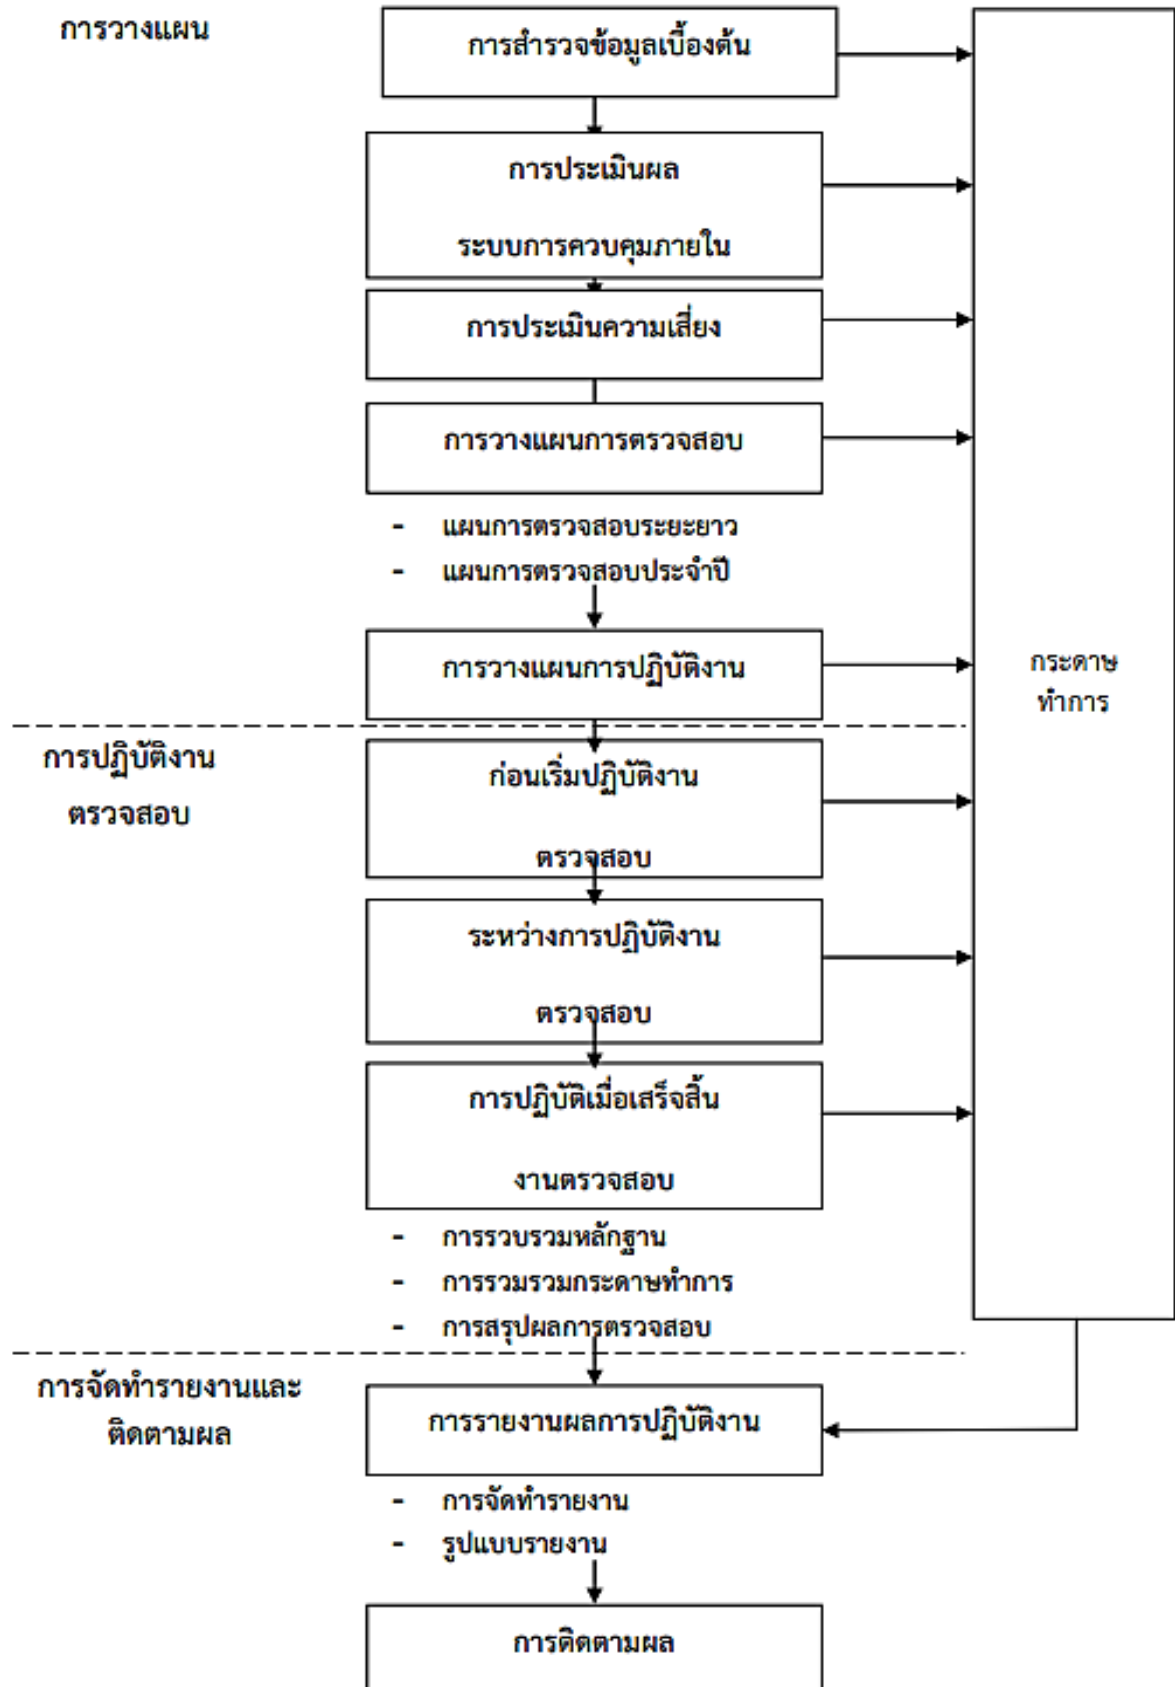 การวางแผน
การสำรวจข้อมูลเบื้องต้น
การประเมินผล
ระบบการควบคุมภายใน
การประเมินความเสี่ยง
การวางแผนการตรวจสอบ
- แผนการตรวจสอบระยะยาว
- แผนการตรวจสอบประจำปี
การวางแผนการปฏิบัติงาน
กระดาษ
ทำการ
การปฏิบัติงาน
ตรวจสอบ
ก่อนเริ่มปฏิบัติงาน
ตรวจสอบ
ระหว่างการปฏิบัติงาน
ตรวจสอบ
การปฏิบัติเมื่อเสร็จสิ้น
งานตรวจสอบ
- การรวบรวมหลักฐาน
- การรวมรวมกระดาษทำการ
- การสรุปผลการตรวจสอบ
การจัดทำรายงานและ
ติดตามผล
การรายงานผลการปฏิบัติงาน
- การจัดทำรายงาน
- รูปแบบรายงาน
การติดตามผล